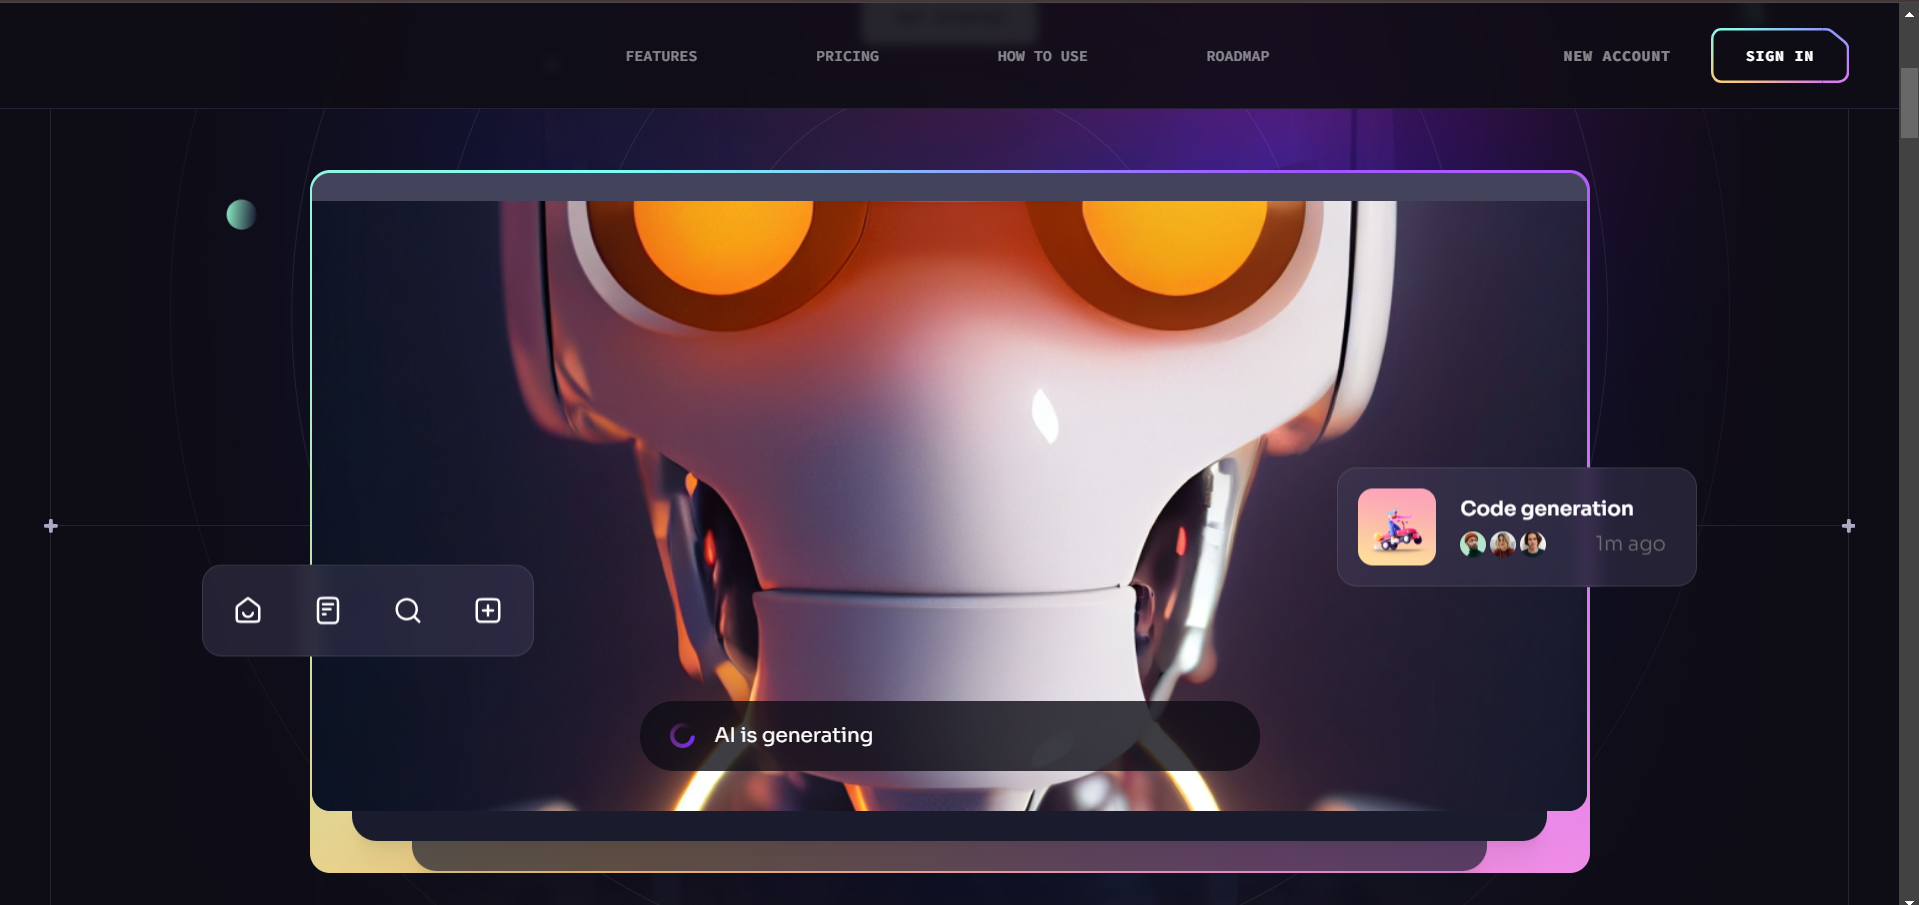 FEATURES
PRICING
HOW TO USE
ROADMAP
NEW ACCOUNT
SIGN IN
Code generation
1m ago
AI is generating